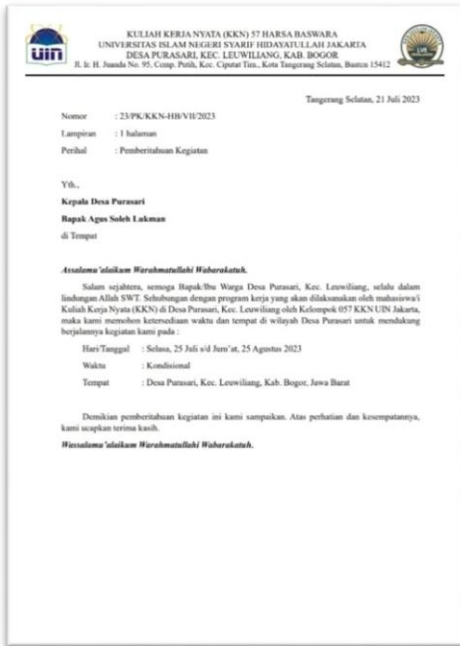 KULIAH KERJA NYATA (KKN) 57 HARSA BASWARA
UNIVERSITAS ISLAM NEGERI SYARIF HIDAYATULLAH JAKARTA
DESA PURASARI, KEC. LEUWILIANG, KAB. BOGOR
Jl. Ir. H. Juanda No. 95, Cemp. Putih, Kec. Ciputat Tim., Kota Tangerang Selatan, Banten 15412
UIN
Tangerang Selatan, 21 Juli 2023
Nomor : 23/PK/KKN-HB/VII/2023
Lampiran : 1 halaman
Perihal : Pemberitahuan Kegiatan
Yth.,
Kepala Desa Purasari
Bapak Agus Soleh Lukman
di Tempat
Assalamu'alaikum Warahmatullahi Wabarakatuh.
Salam sejahtera, semoga Bapak/Ibu Warga Desa Purasari, Kec. Leuwiliang, selalu dalam
lindungan Allah SWT. Sehubungan dengan program kerja yang akan dilaksanakan oleh mahasiswa/i
Kuliah Kerja Nyata (KKN) di Desa Purasari, Kec. Leuwiliang oleh Kelompok 057 KKN UIN Jakarta,
maka kami memohon ketersediaan waktu dan tempat di wilayah Desa Purasari untuk mendukung
berjalannya kegiatan kami pada :
Hari/Tanggal : Selasa, 25 Juli s/d Jum'at, 25 Agustus 2023
Waktu : Kondisional
Tempat : Desa Purasari, Kec. Leuwiliang, Kab. Bogor, Jawa Barat
Demikian pemberitahuan kegiatan ini kami sampaikan. Atas perhatian dan kesempatannya,
kami ucapkan terima kasih.
Wassalamu'alaikum Warahmatullahi Wabarakatuh.